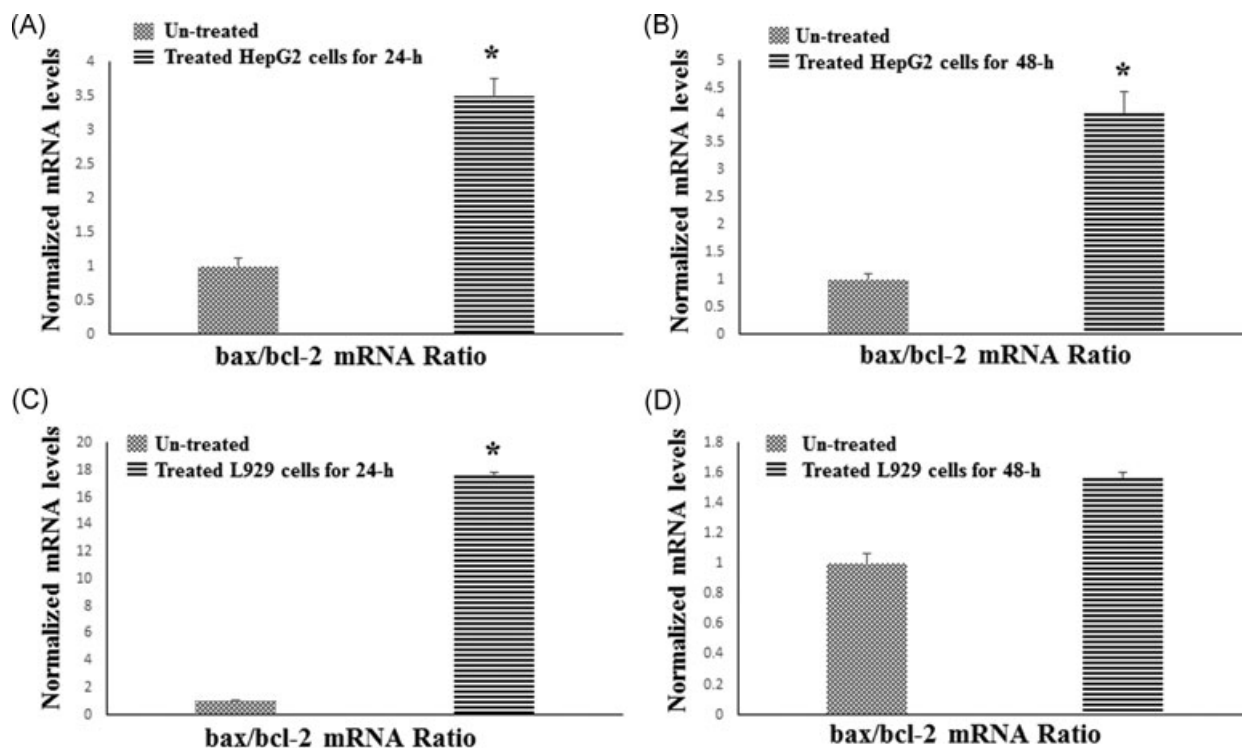 (A)
Un-treated
Treated HepG2 cells for 24-h
*
Normalized mRNA levels
4
3.5
3
2.5
2
1.5
1
0.5
0
bax/bcl-2 mRNA Ratio
(B)
Un-treated
Treated HepG2 cells for 48-h
*
Normalized mRNA levels
5
4.5
4
3.5
3
2.5
2
1.5
1
0.5
0
bax/bcl-2 mRNA Ratio
(C)
Un-treated
Treated L929 cells for 24-h
*
Normalized mRNA levels
20
18
16
14
12
10
8
6
4
2
0
bax/bcl-2 mRNA Ratio
(D)
Un-treated
Treated L929 cells for 48-h
Normalized mRNA levels
1.8
1.6
1.4
1.2
1
0.8
0.6
0.4
0.2
0
bax/bcl-2 mRNA Ratio